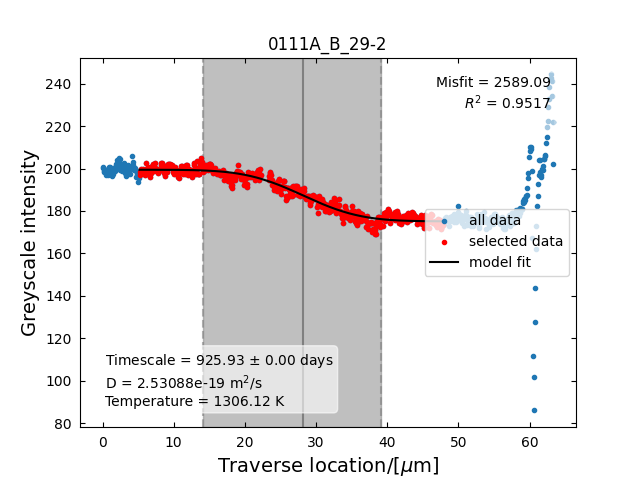 0111A_B_29-2
Misfit = 2589.09
R² = 0.9517
Greyscale intensity
240
220
200
180
160
140
120
100
80
all data
selected data
model fit
Timescale = 925.93 ± 0.00 days
D = 2.53088e-19 m²/s
Temperature = 1306.12 K
0 10 20 30 40 50 60
Traverse location/[μm]